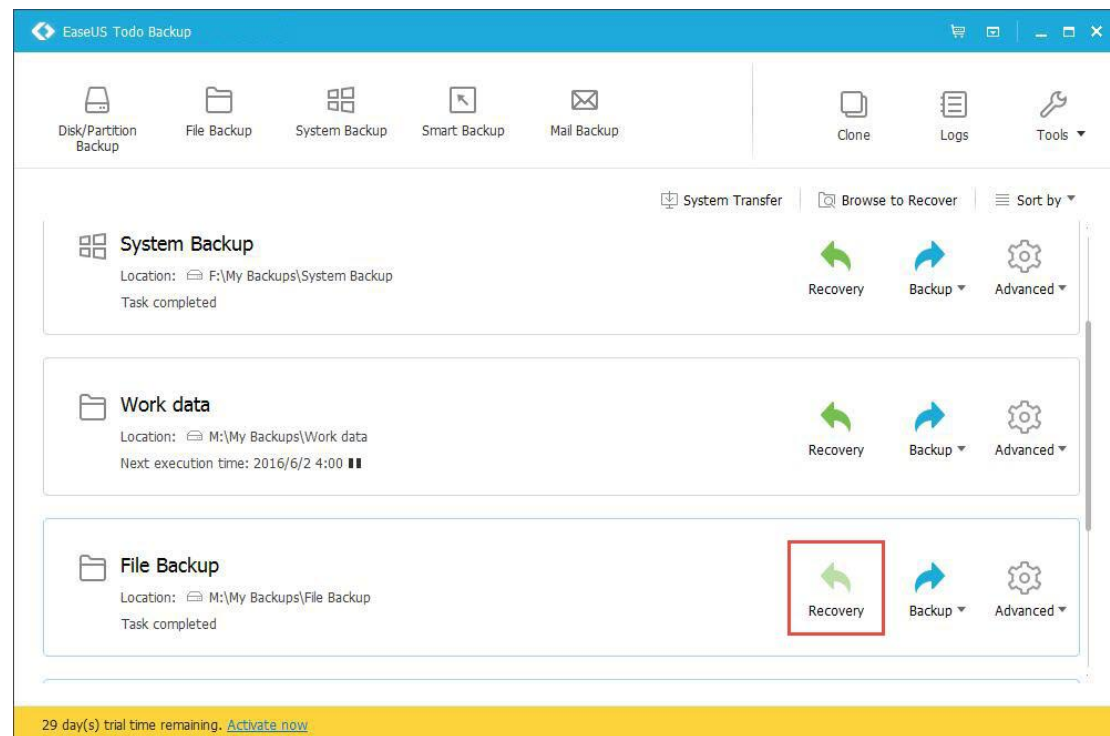 EaseUS Todo Backup
Disk/Partition
Backup
File Backup
System Backup
Smart Backup
Mail Backup
Clone
Logs
Tools
System Transfer
Browse to Recover
Sort by
System Backup
Location: F:\My Backups\System Backup
Task completed
Recovery
Backup
Advanced
Work data
Location: M:\My Backups\Work data
Next execution time: 2016/6/2 4:00
Recovery
Backup
Advanced
File Backup
Location: M:\My Backups\File Backup
Task completed
Recovery
Backup
Advanced
29 day(s) trial time remaining. Activate now